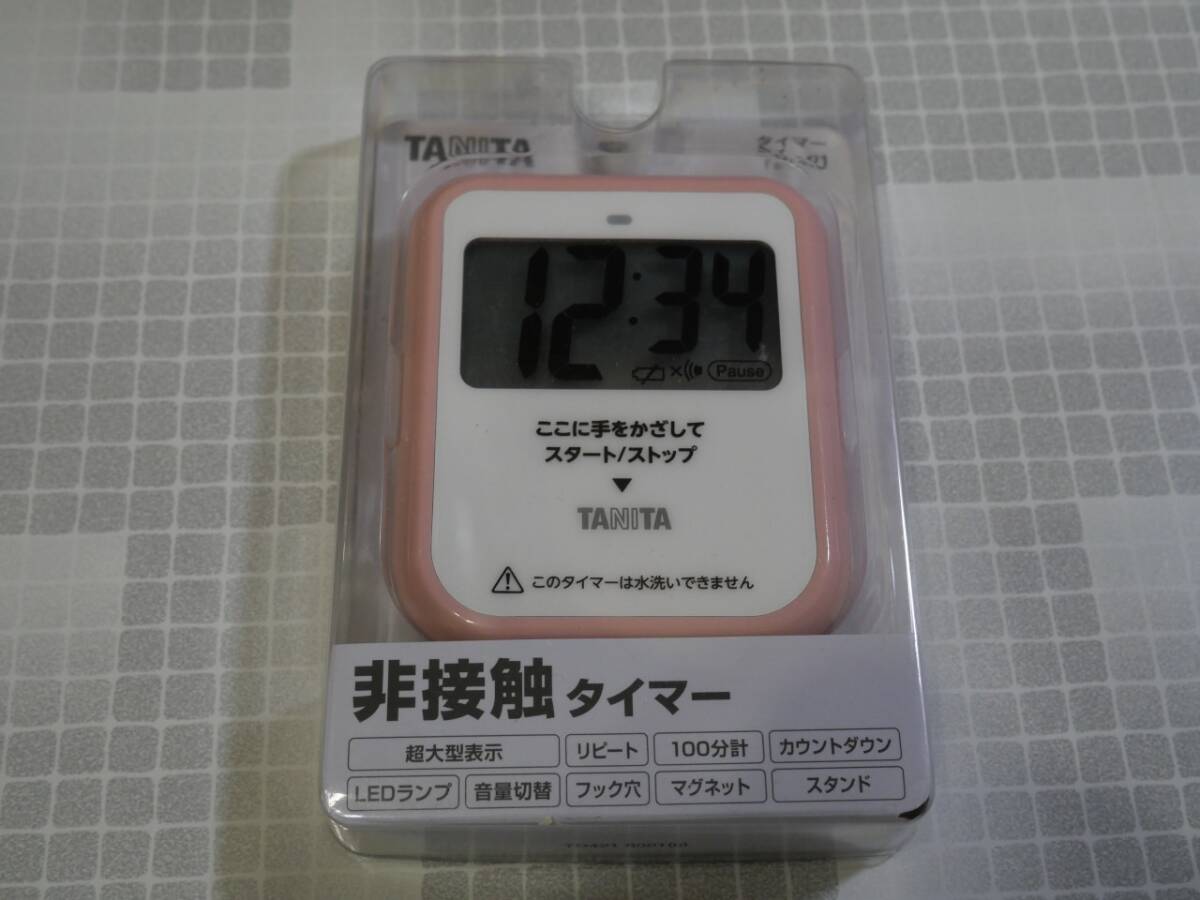 TANITA
タイマー
12:34
Pause
ここに手をかざして
スタート/ストップ
TANITA
このタイマーは水洗いできません
非接触 タイマー
超大型表示 リピート 100分計 カウントダウン
LEDランプ 音量切替 フック穴 マグネット スタンド